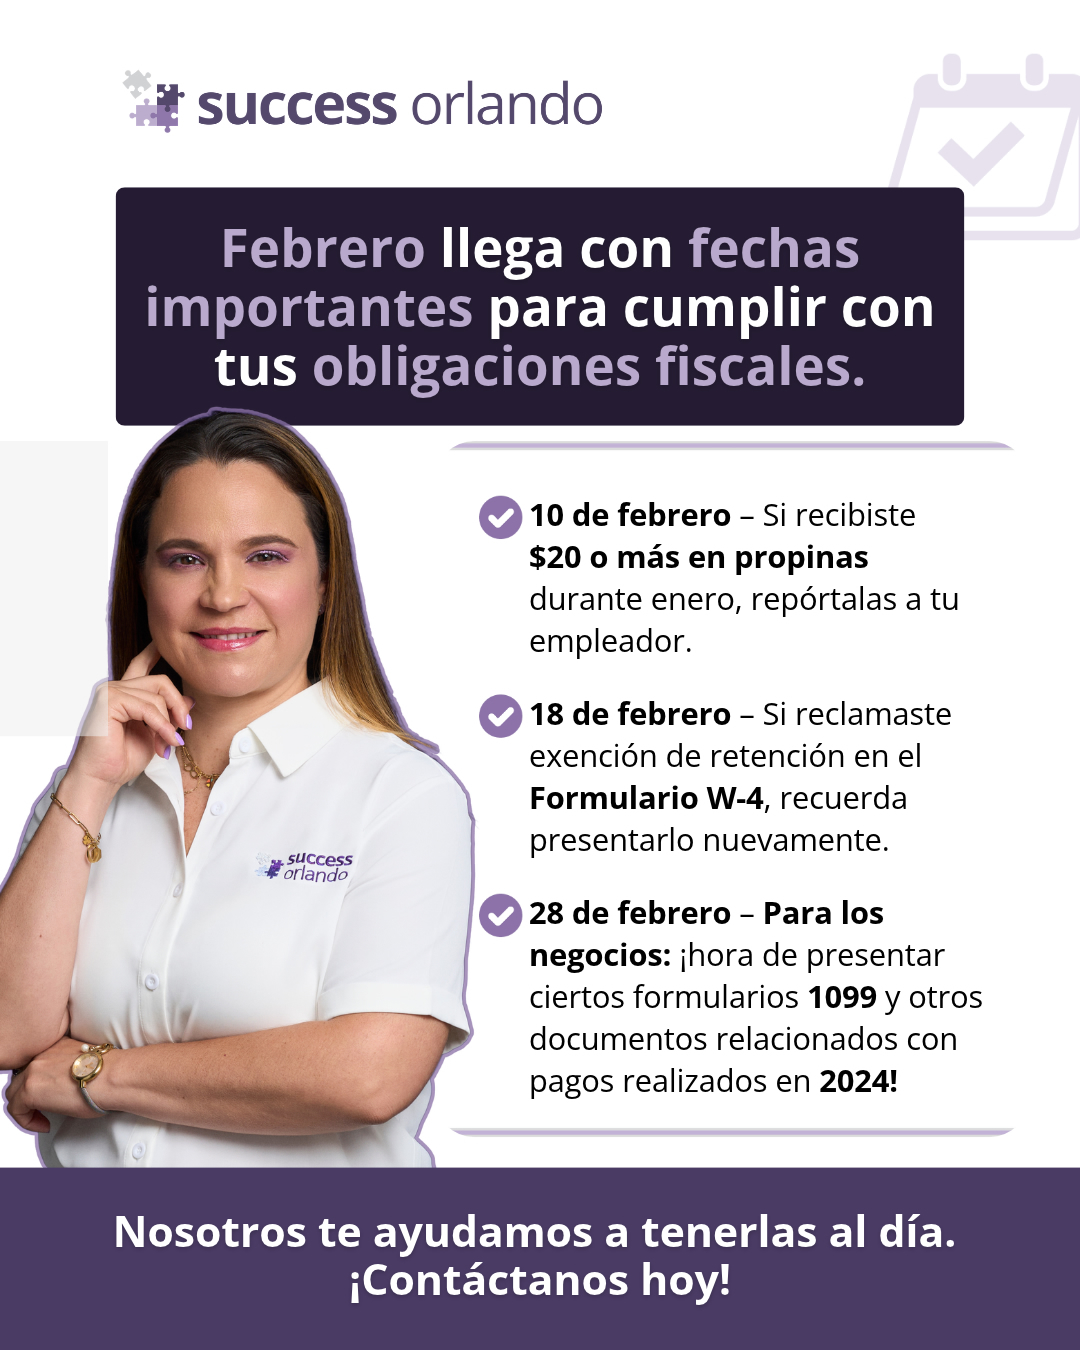 success orlando
Febrero llega con fechas
importantes para cumplir con
tus obligaciones fiscales.
10 de febrero – Si recibiste
$20 o más en propinas
durante enero, repórtalas a tu
empleador.
18 de febrero – Si reclamaste
exención de retención en el
Formulario W-4, recuerda
presentarlo nuevamente.
success
orlando
28 de febrero – Para los
negocios: ¡hora de presentar
ciertos formularios 1099 y otros
documentos relacionados con
pagos realizados en 2024!
Nosotros te ayudamos a tenerlas al día.
¡Contáctanos hoy!